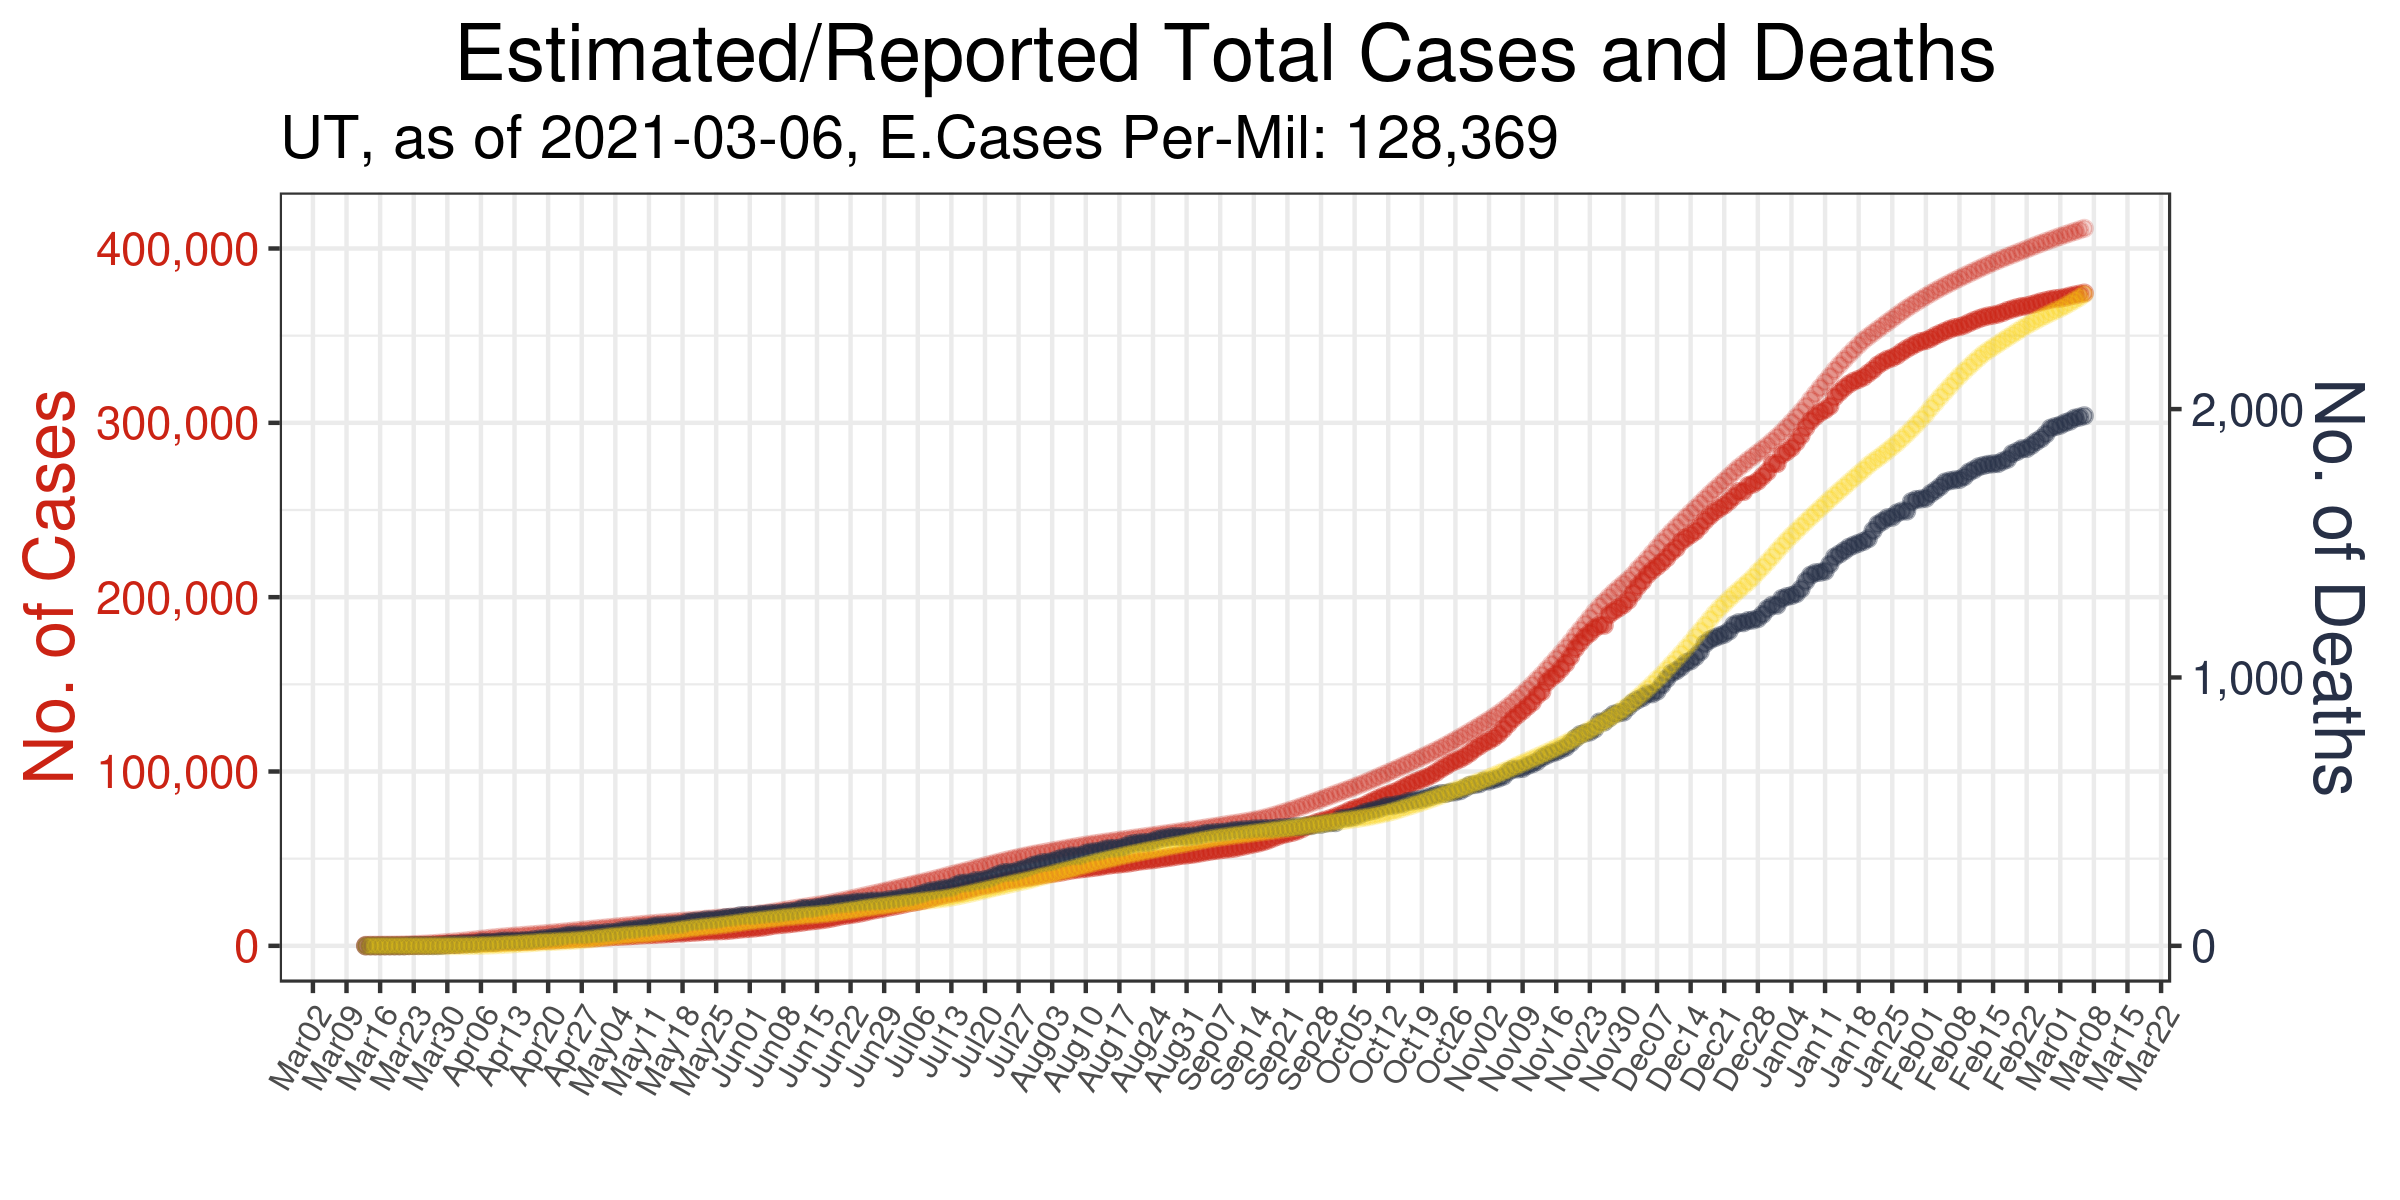 Estimated/Reported Total Cases and Deaths
UT, as of 2021-03-06, E.Cases Per-Mil: 128,369
No. of Cases
400,000
300,000
200,000
100,000
0
No. of Deaths
2,000
1,000
0
Mar02
Mar09
Mar16
Mar23
Mar30
Apr06
Apr13
Apr20
Apr27
May04
May11
May18
May25
Jun01
Jun08
Jun15
Jun22
Jun29
Jul06
Jul13
Jul20
Jul27
Aug03
Aug10
Aug17
Aug24
Aug31
Sep07
Sep14
Sep21
Sep28
Oct05
Oct12
Oct19
Oct26
Nov02
Nov09
Nov16
Nov23
Nov30
Dec07
Dec14
Dec21
Dec28
Jan04
Jan11
Jan18
Jan25
Feb01
Feb08
Feb15
Feb22
Mar01
Mar08
Mar15
Mar22